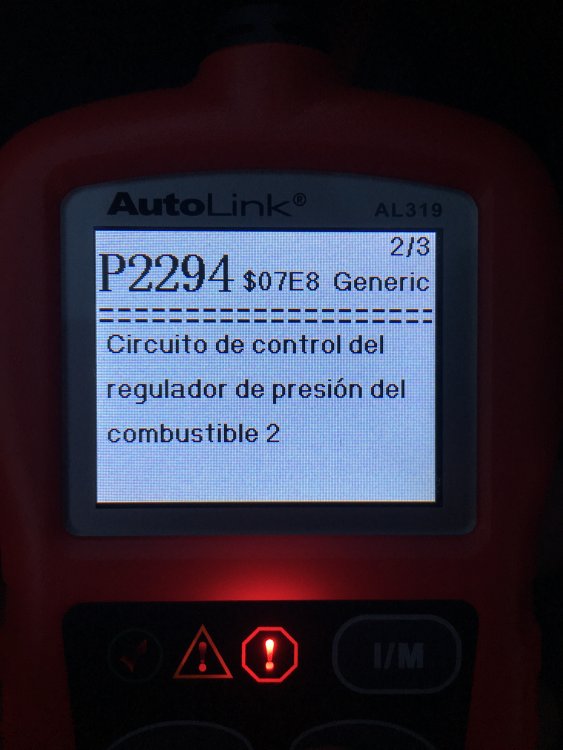 AutoLink®
AL319
2/3
P2294 $07E8 Generic
====================
Circuito de control del
regulador de presión del
combustible 2
I/M